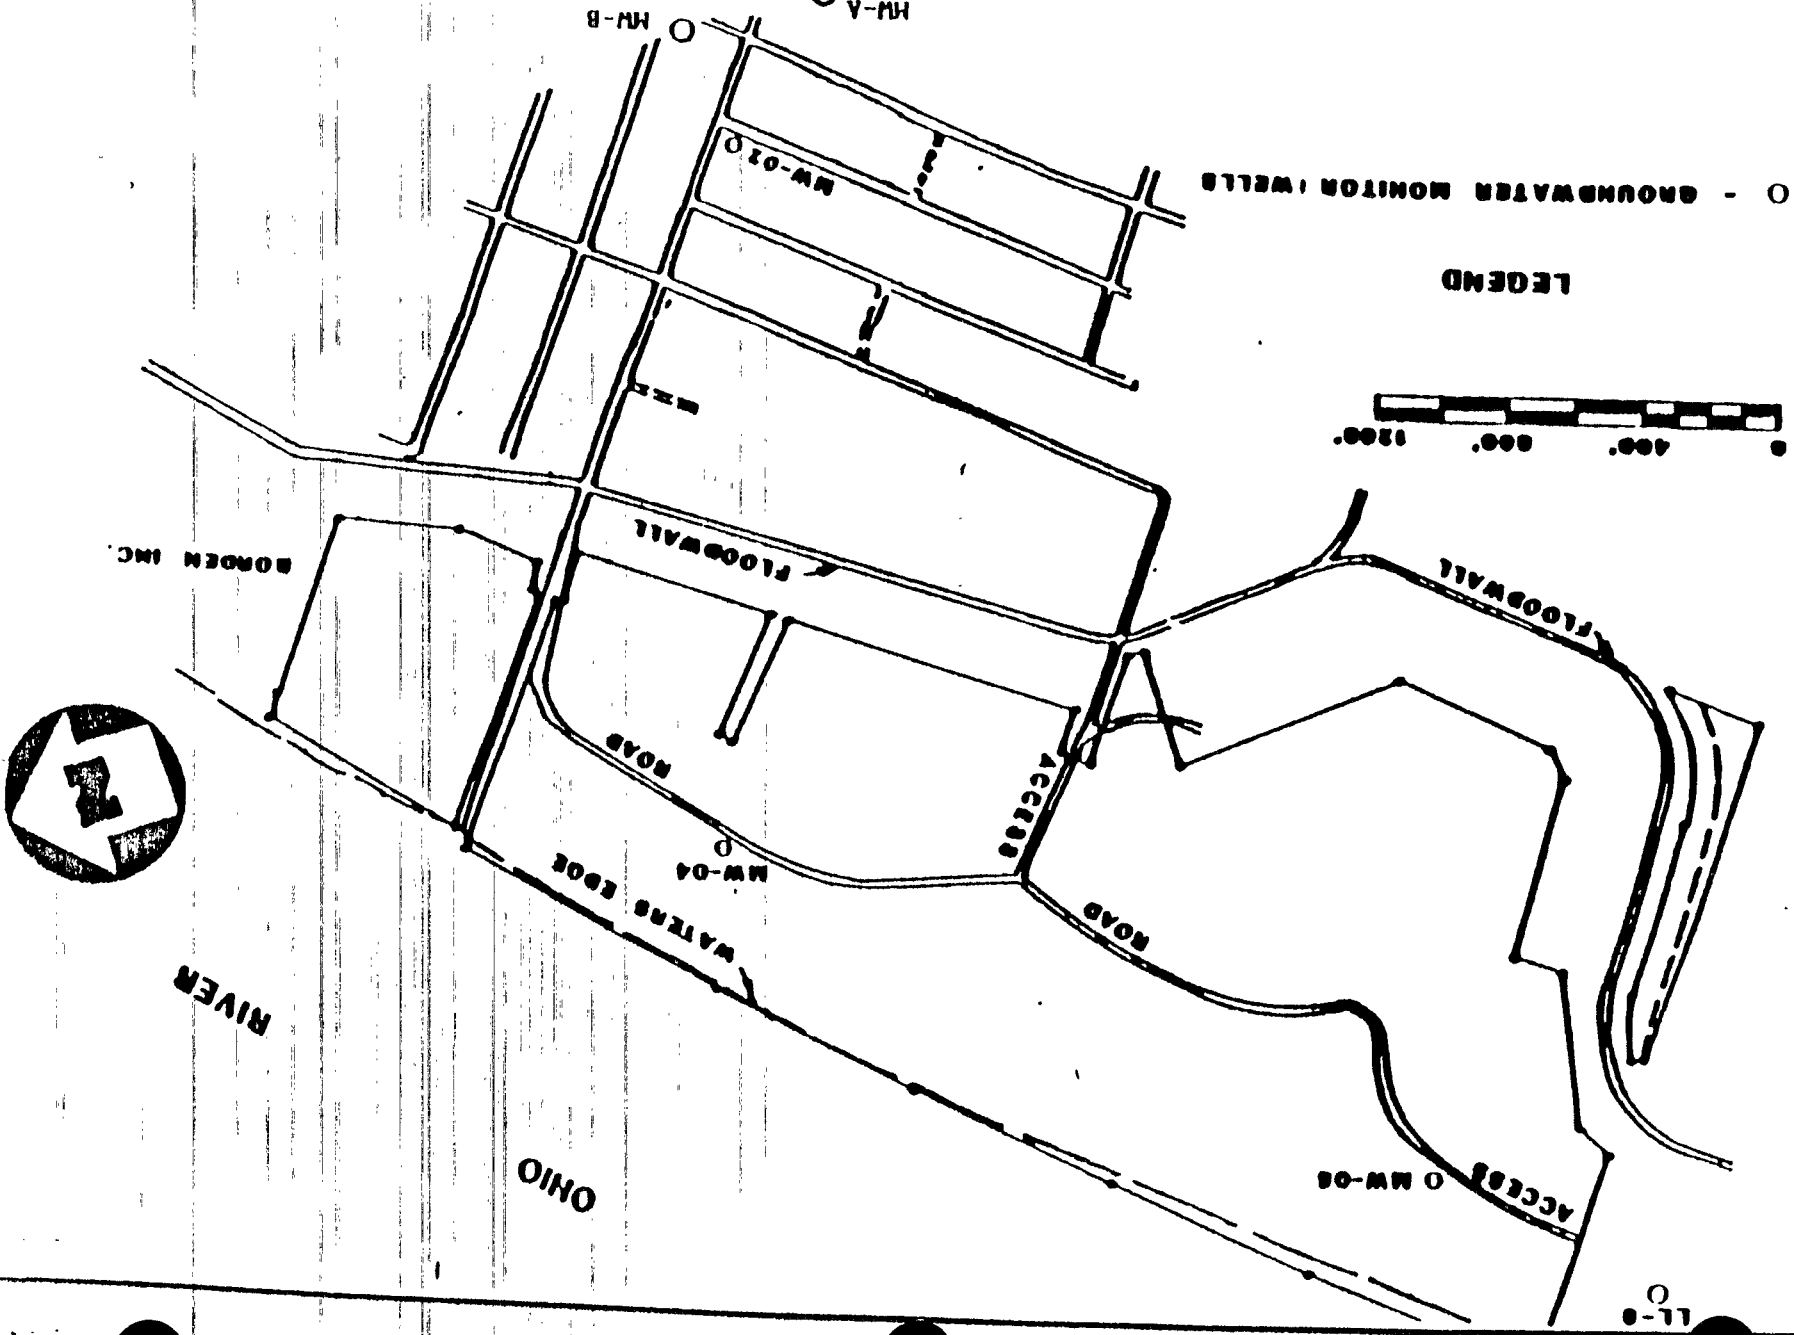 LL-B
ACCESS
MW-06
OHIO
RIVER
ROAD
WATERS EDGE
MW-04
ACCESS
ROAD
BORDEN INC.
FLOODWALL
FLOODWALL
0 400' 800' 1200'
LEGEND
O - GROUNDWATER MONITOR WELLS
MW-02
MW-B
MW-A